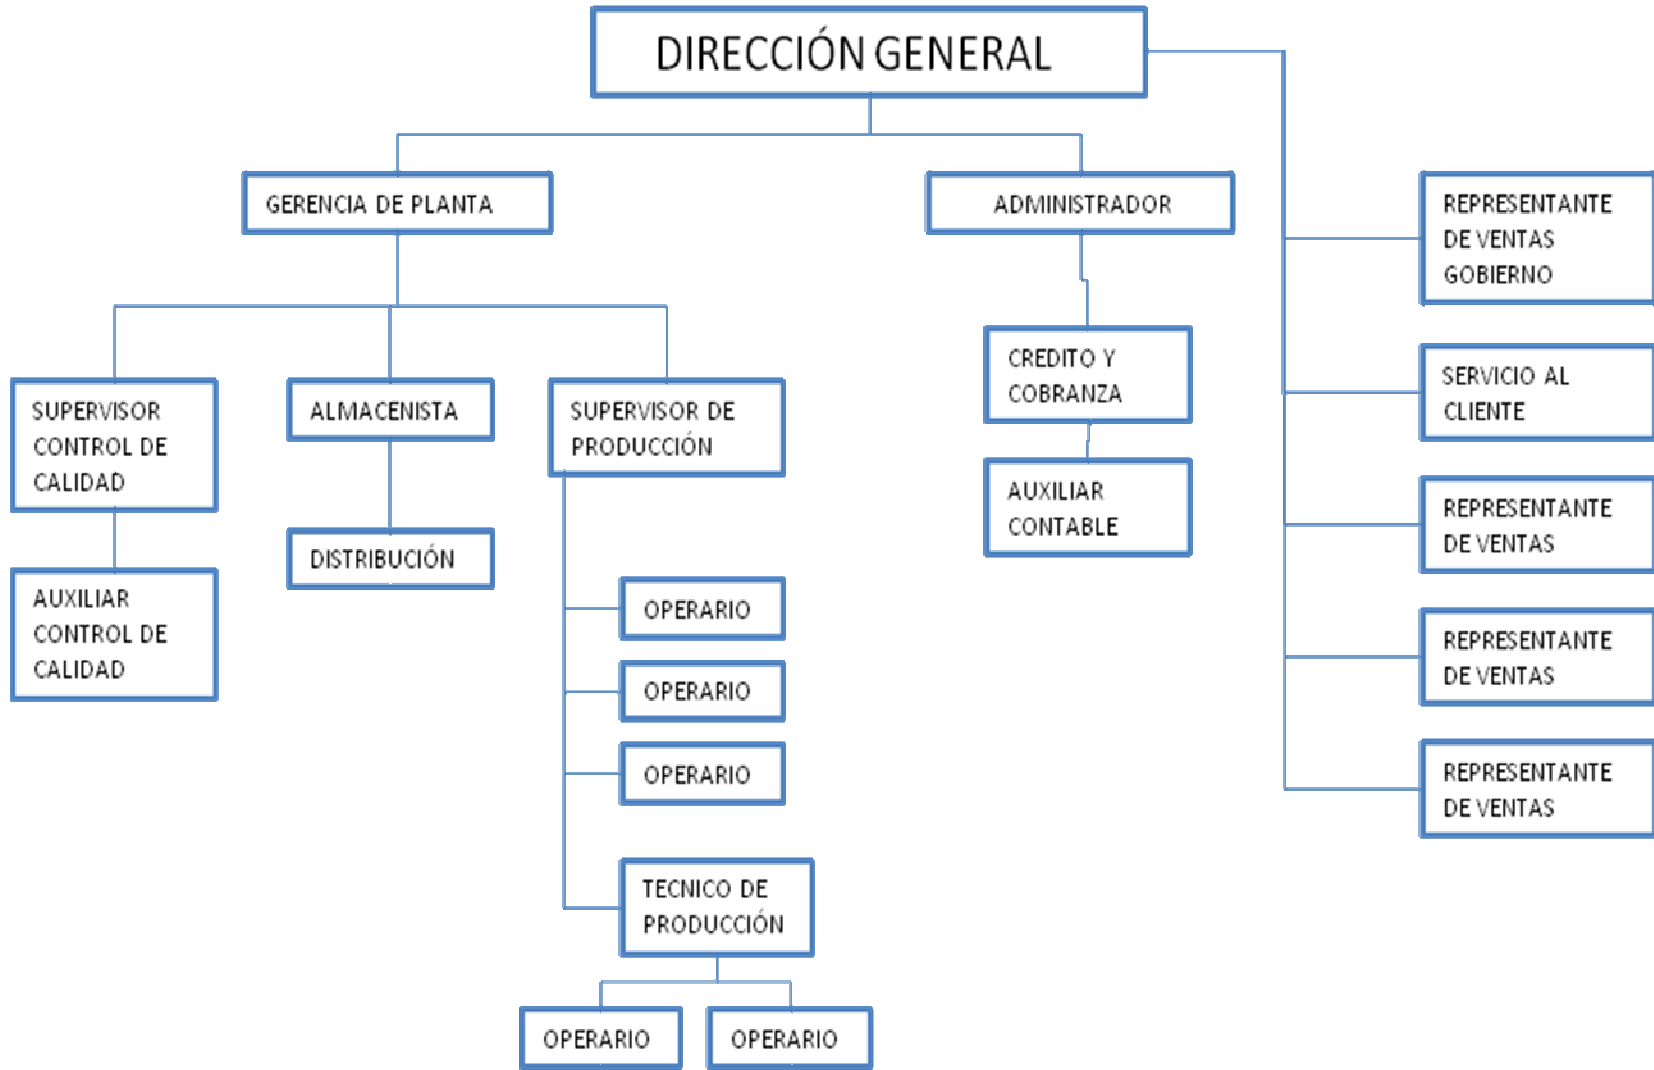 DIRECCIÓN GENERAL
GERENCIA DE PLANTA
ADMINISTRADOR
REPRESENTANTE
DE VENTAS
GOBIERNO
SERVICIO AL
CLIENTE
REPRESENTANTE
DE VENTAS
REPRESENTANTE
DE VENTAS
REPRESENTANTE
DE VENTAS
CREDITO Y
COBRANZA
AUXILIAR
CONTABLE
SUPERVISOR
CONTROL DE
CALIDAD
AUXILIAR
CONTROL DE
CALIDAD
ALMACENISTA
DISTRIBUCIÓN
SUPERVISOR DE
PRODUCCIÓN
OPERARIO
OPERARIO
OPERARIO
TECNICO DE
PRODUCCIÓN
OPERARIO
OPERARIO